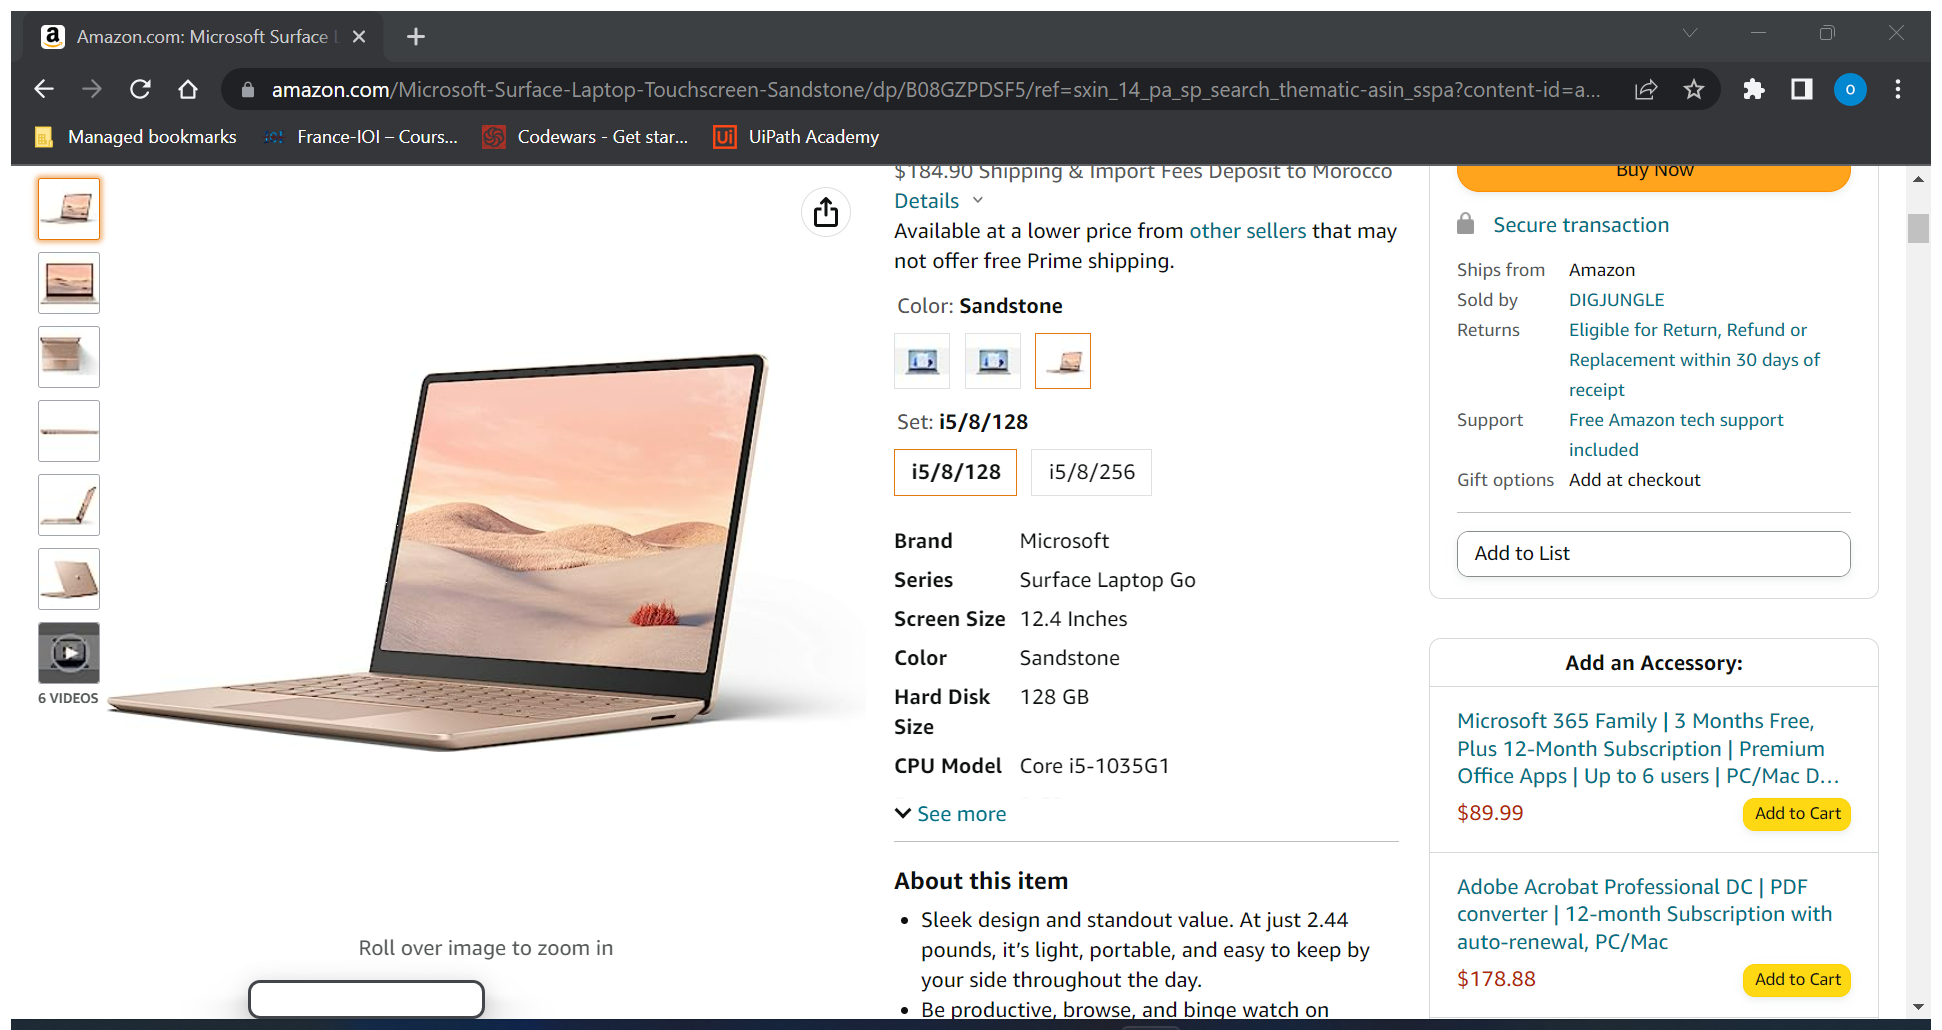 Amazon.com: Microsoft Surface L
amazon.com/Microsoft-Surface-Laptop-Touchscreen-Sandstone/dp/B08GZPDSF5/ref=sxin_14_pa_sp_search_thematic-asin_sspa?content-id=a...
o
Managed bookmarks
France-IOI – Cours...
Codewars - Get star...
Ui
UiPath Academy
6 VIDEOS
Roll over image to zoom in
$184.90 Shipping & Import Fees Deposit to Morocco
Details
Available at a lower price from other sellers that may
not offer free Prime shipping.
Color: Sandstone
Set: i5/8/128
i5/8/128
i5/8/256
Brand Microsoft
Series Surface Laptop Go
Screen Size 12.4 Inches
Color Sandstone
Hard Disk 128 GB
Size
CPU Model Core i5-1035G1
See more
About this item
• Sleek design and standout value. At just 2.44
pounds, it’s light, portable, and easy to keep by
your side throughout the day.
• Be productive, browse, and binge watch on
Buy Now
Secure transaction
Ships from Amazon
Sold by DIGJUNGLE
Returns Eligible for Return, Refund or
Replacement within 30 days of
receipt
Support Free Amazon tech support
included
Gift options Add at checkout
Add to List
Add an Accessory:
Microsoft 365 Family | 3 Months Free,
Plus 12-Month Subscription | Premium
Office Apps | Up to 6 users | PC/Mac D...
$89.99
Add to Cart
Adobe Acrobat Professional DC | PDF
converter | 12-month Subscription with
auto-renewal, PC/Mac
$178.88
Add to Cart